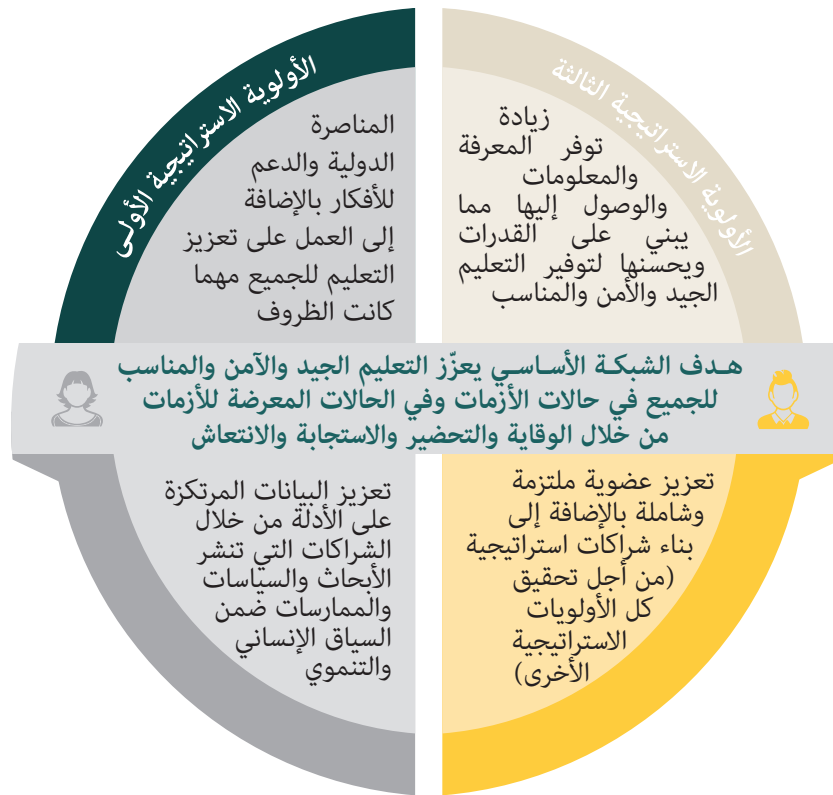 الأولوية الاستراتيجية الأولى
المناصرة
الدولية والدعم
للأفكار بالإضافة
إلى العمل على تعزيز
التعليم للجميع مهما
كانت الظروف
الأولوية الاستراتيجية الثالثة
زيادة
توفر المعرفة
والمعلومات
والوصول إليها مما
يبني على القدرات
ويحسنها لتوفير التعليم
الجيد والأمن والمناسب
هدف الشبكة الأساسي يعزّز التعليم الجيد والآمن والمناسب
للجميع في حالات الأزمات وفي الحالات المعرضة للأزمات
من خلال الوقاية والتحضير والاستجابة والانتعاش
تعزيز البيانات المرتكزة
على الأدلة من خلال
الشراكات التي تنشر
الأبحاث والسياسات
والممارسات ضمن
السياق الإنساني
والتنموي
تعزيز عضوية ملتزمة
وشاملة بالإضافة إلى
بناء شراكات استراتيجية
(من أجل تحقيق
كل الأولويات
الاستراتيجية
الأخرى)